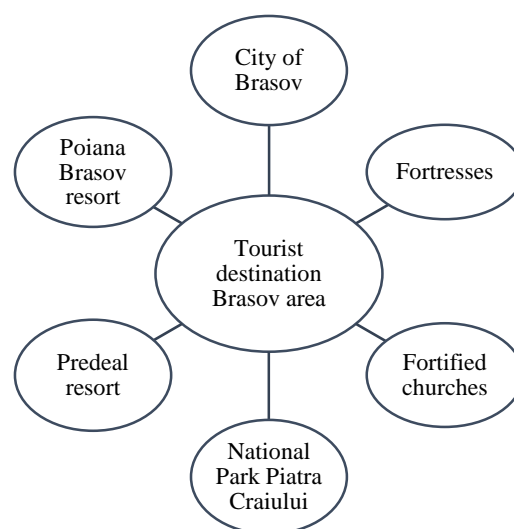 City of
Brasov
Poiana
Brasov
resort
Fortresses
Tourist
destination
Brasov area
Predeal
resort
Fortified
churches
National
Park Piatra
Craiului